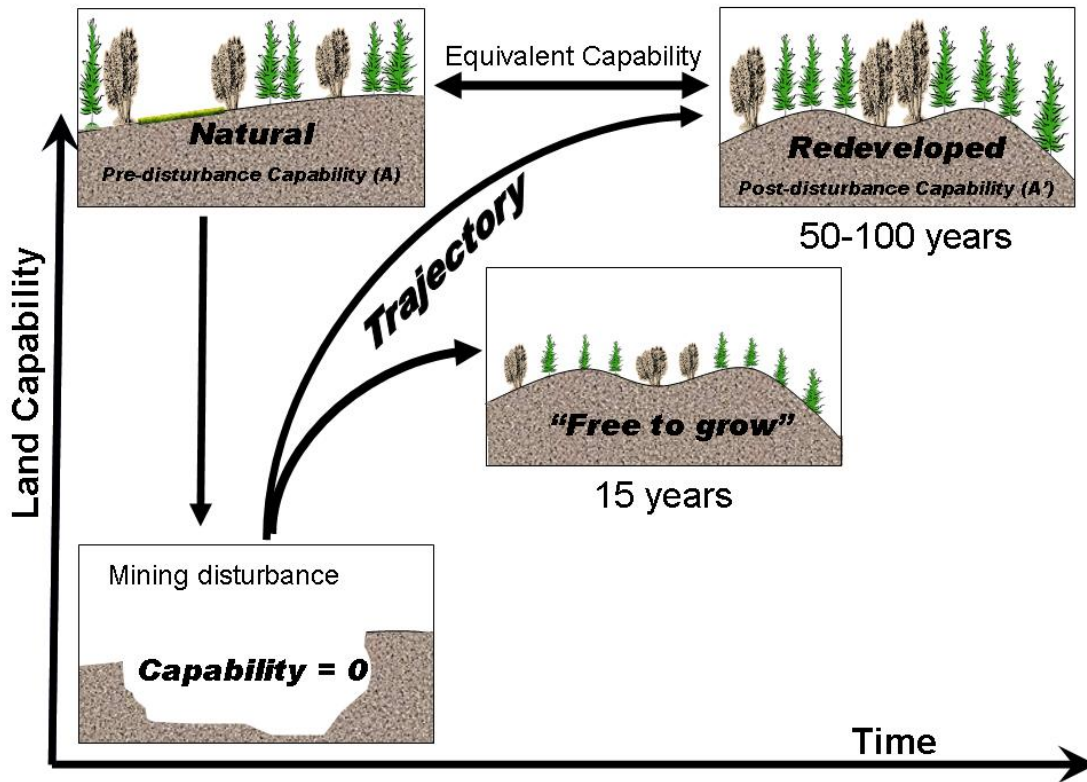 Equivalent Capability
Natural
Pre-disturbance Capability (A)
Redeveloped
Post-disturbance Capability (A')
50-100 years
Trajectory
Land Capability
“Free to grow”
15 years
Mining disturbance
Capability = 0
Time